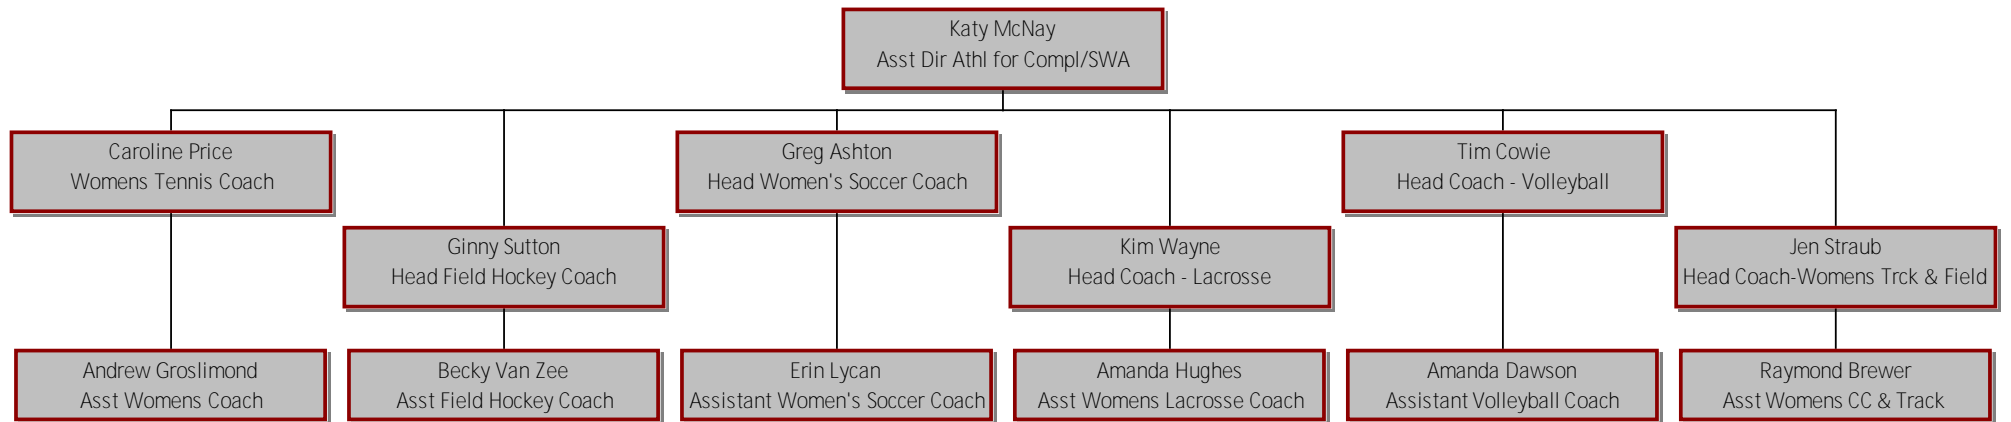 Katy McNay
Asst Dir Athl for Compl/SWA
Caroline Price
Womens Tennis Coach
Greg Ashton
Head Women's Soccer Coach
Tim Cowie
Head Coach - Volleyball
Ginny Sutton
Head Field Hockey Coach
Kim Wayne
Head Coach - Lacrosse
Jen Straub
Head Coach-Womens Trck & Field
Andrew Groslimond
Asst Womens Coach
Becky Van Zee
Asst Field Hockey Coach
Erin Lycan
Assistant Women's Soccer Coach
Amanda Hughes
Asst Womens Lacrosse Coach
Amanda Dawson
Assistant Volleyball Coach
Raymond Brewer
Asst Womens CC & Track